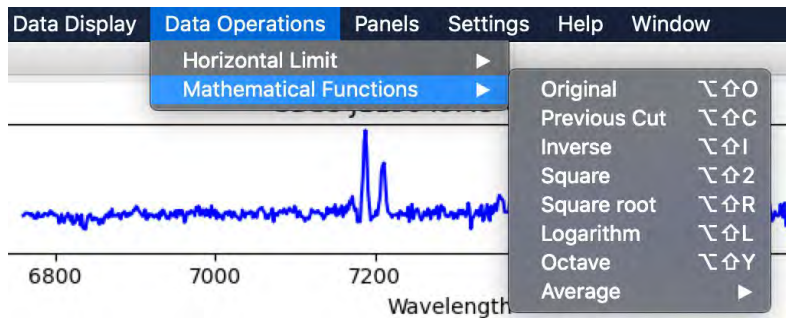 Data Display Data Operations Panels Settings Help Window
Horizontal Limit ▶
Mathematical Functions ▶
Original ⌥⇧O
Previous Cut ⌥⇧C
Inverse ⌥⇧I
Square ⌥⇧2
Square root ⌥⇧R
Logarithm ⌥⇧L
Octave ⌥⇧Y
Average ▶
6800 7000 7200
Wavelength